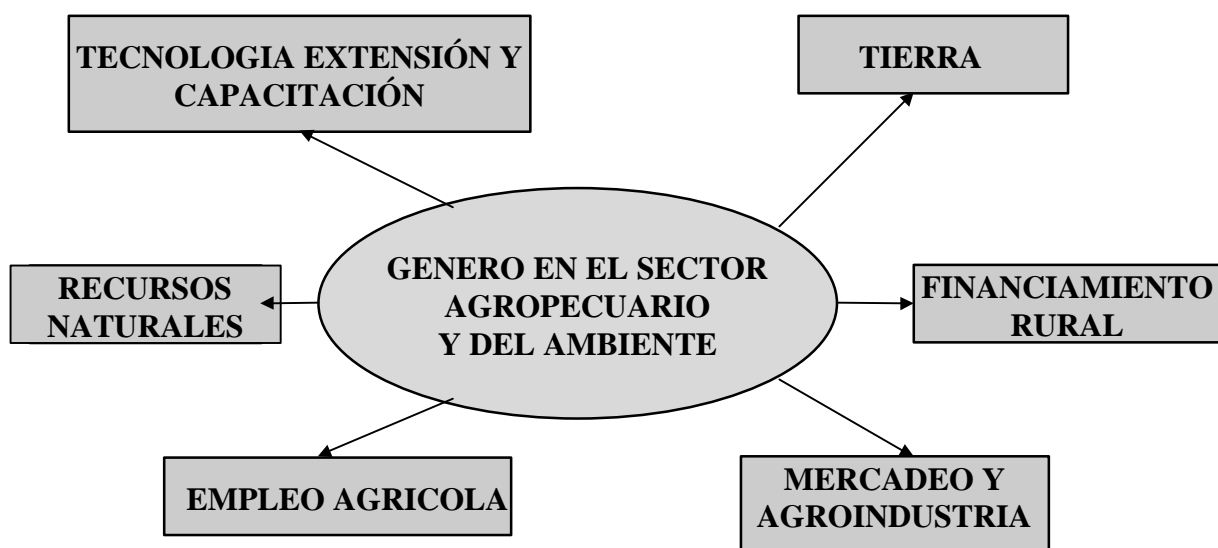 TECNOLOGIA EXTENSIÓN Y
CAPACITACIÓN
TIERRA
GENERO EN EL SECTOR
AGROPECUARIO
Y DEL AMBIENTE
RECURSOS
NATURALES
FINANCIAMIENTO
RURAL
EMPLEO AGRICOLA
MERCADEO Y
AGROINDUSTRIA